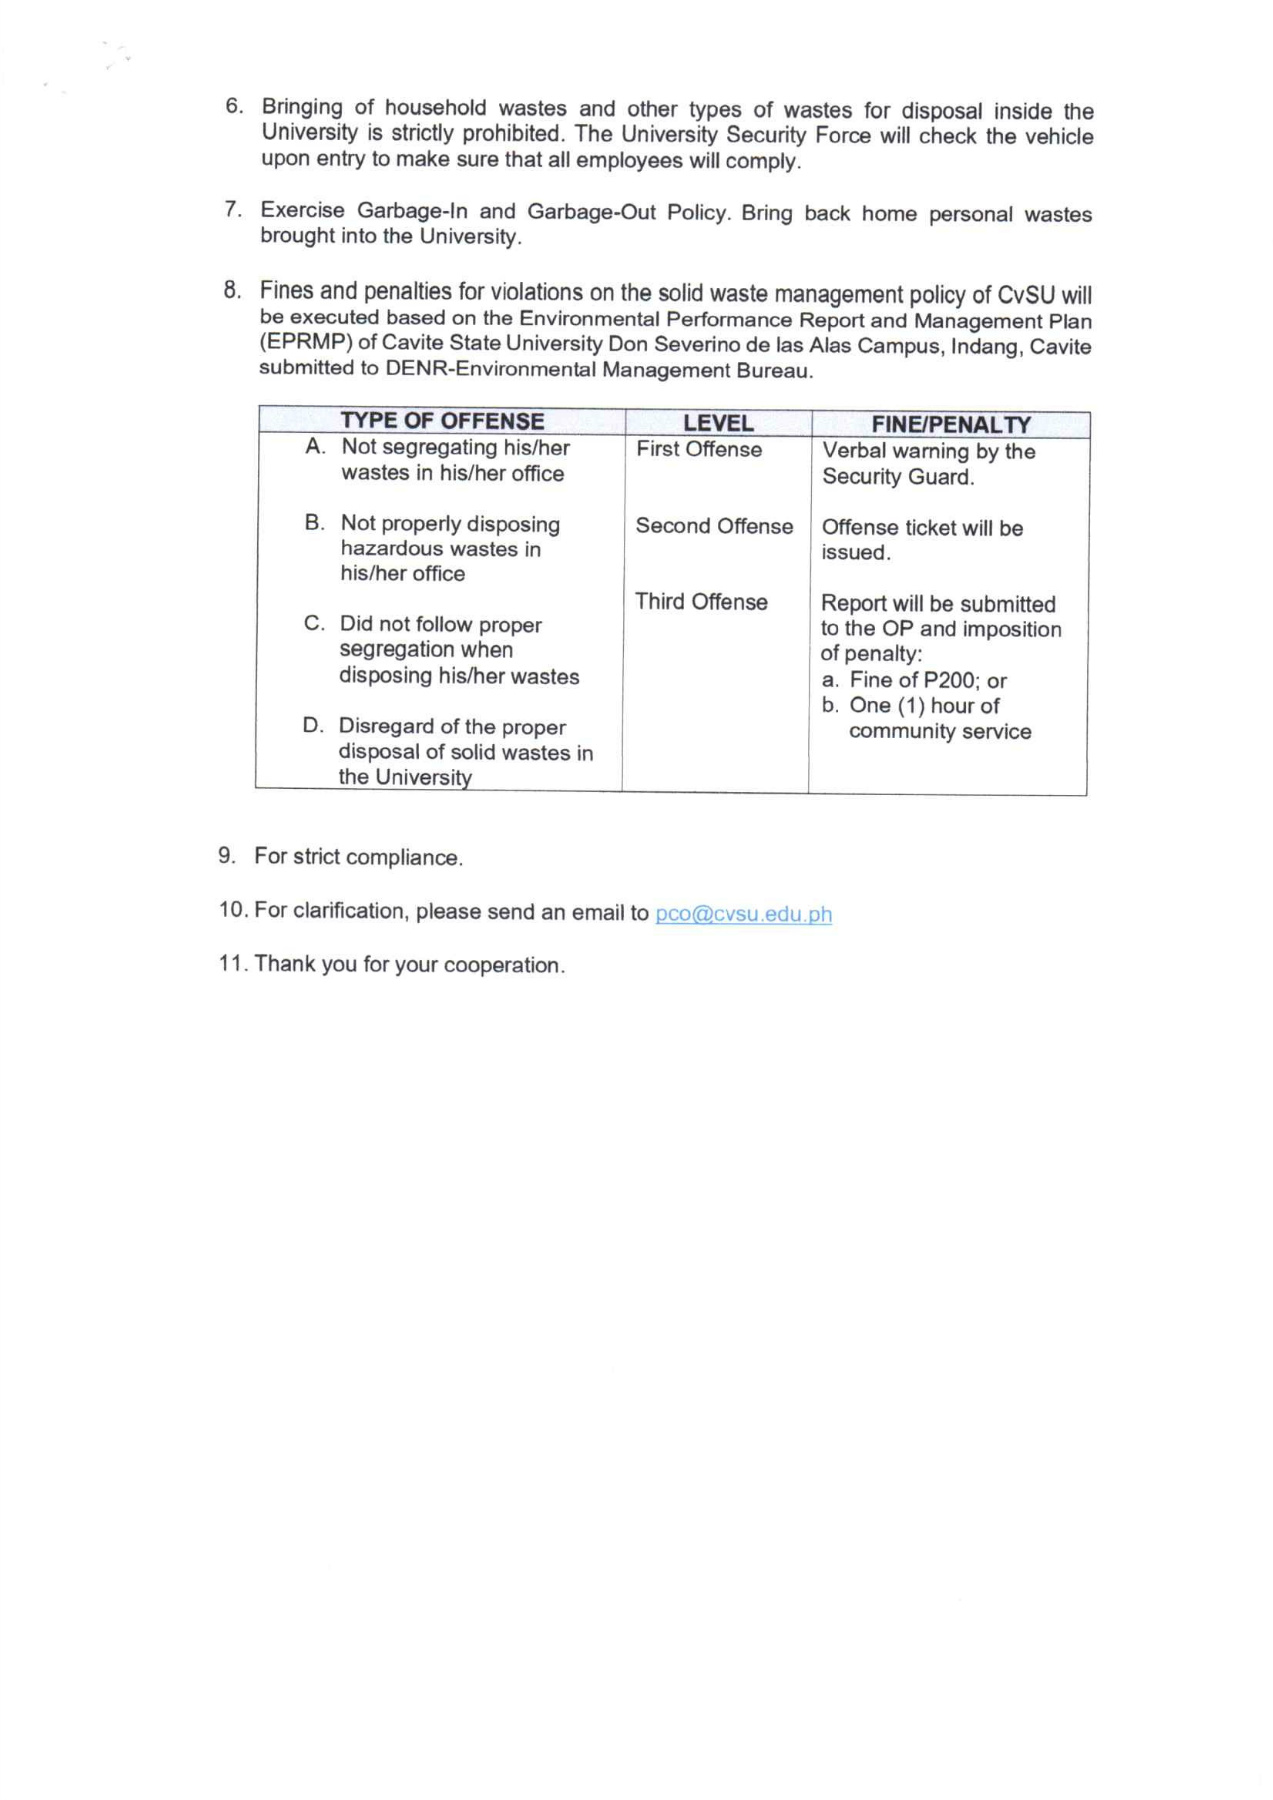 6. Bringing of household wastes and other types of wastes for disposal inside the
University is strictly prohibited. The University Security Force will check the vehicle
upon entry to make sure that all employees will comply.
7. Exercise Garbage-In and Garbage-Out Policy. Bring back home personal wastes
brought into the University.
8. Fines and penalties for violations on the solid waste management policy of CvSU will
be executed based on the Environmental Performance Report and Management Plan
(EPRMP) of Cavite State University Don Severino de las Alas Campus, Indang, Cavite
submitted to DENR-Environmental Management Bureau.
TYPE OF OFFENSE
A. Not segregating his/her
wastes in his/her office
B. Not properly disposing
hazardous wastes in
his/her office
C. Did not follow proper
segregation when
disposing his/her wastes
D. Disregard of the proper
disposal of solid wastes in
the University
LEVEL
First Offense
Second Offense
Third Offense
FINE/PENALTY
Verbal warning by the
Security Guard.
Offense ticket will be
issued.
Report will be submitted
to the OP and imposition
of penalty:
a. Fine of P200; or
b. One (1) hour of
community service
9. For strict compliance.
10. For clarification, please send an email to pco@cvsu.edu.ph
11. Thank you for your cooperation.